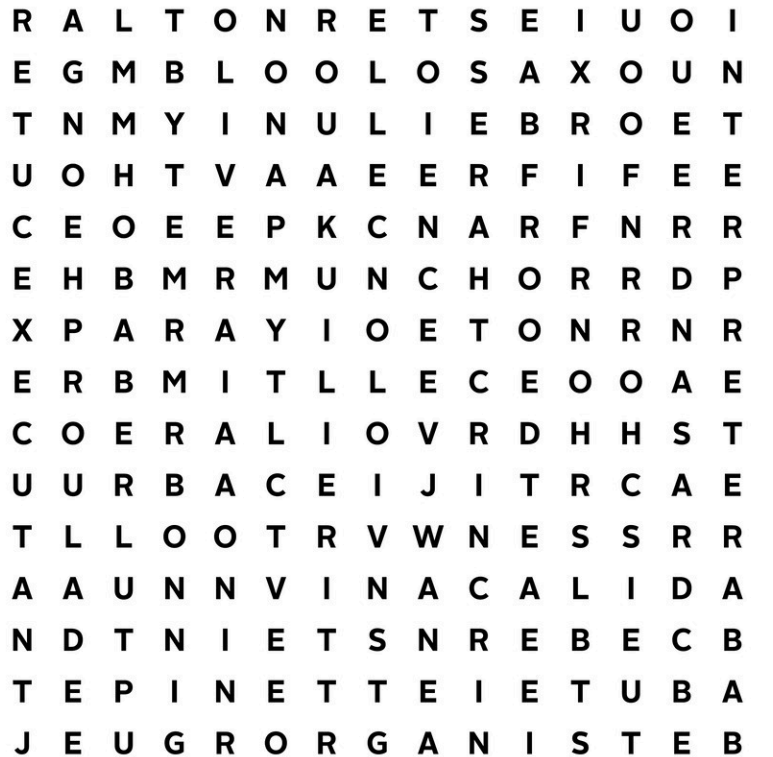 R A L T O N R E T S E I U O I
E G M B L O O L O S A X O U N
T N M Y I N U L I E B R O E T
U O H T V A A E E R F I F E E
C E O E E P K C N A R F N R R
E H B M R M U N C H O R R D P
X P A R A Y I O E T O N R N R
E R B M I T L L E C E O O A E
C O E R A L I O V R D H H S T
U U R B A C E I J I T R C A E
T L L O O T R V W N E S S R R
A A U N N V I N A C A L I D A
N D T N I E T S N R E B E C B
T E P I N E T T E I E T U B A
J E U G R O R G A N I S T E B